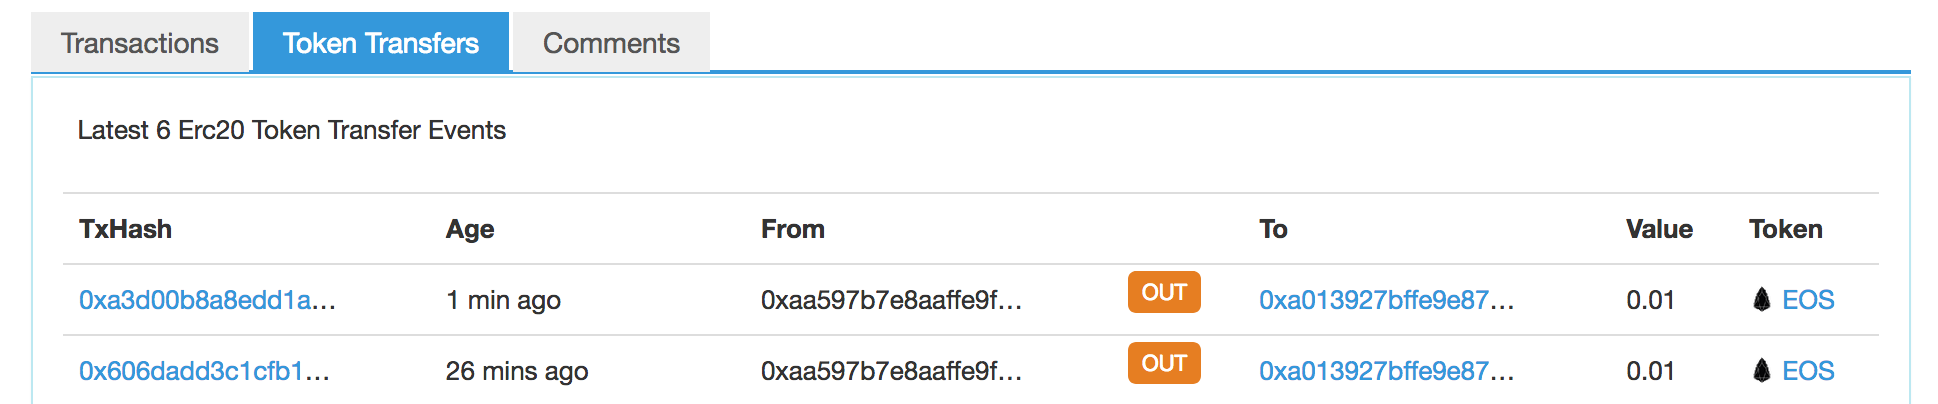 Transactions Token Transfers Comments
Latest 6 Erc20 Token Transfer Events
TxHash Age From To Value Token
0xa3d00b8a8edd1a... 1 min ago 0xaa597b7e8aaffe9f... OUT 0xa013927bffe9e87... 0.01 EOS
0x606dadd3c1cfb1... 26 mins ago 0xaa597b7e8aaffe9f... OUT 0xa013927bffe9e87... 0.01 EOS